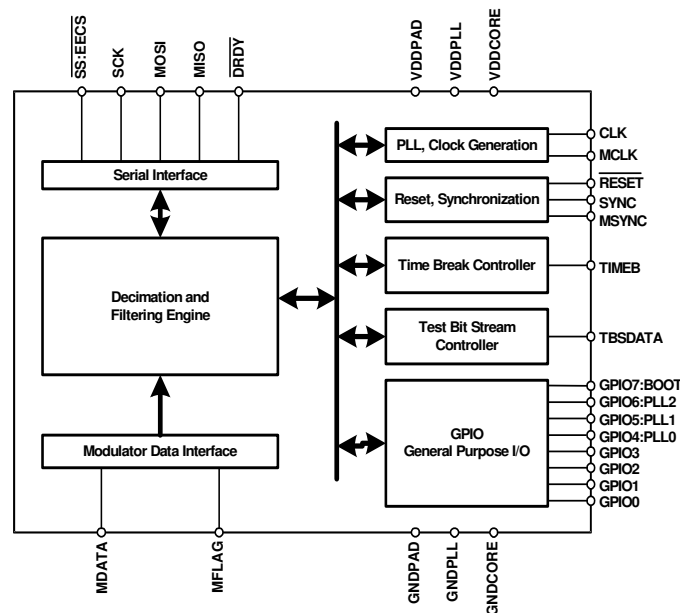 SS:EECS
SCK
MOSI
MISO
DRDY
VDDPAD
VDDPLL
VDDCORE
Serial Interface
Decimation and
Filtering Engine
Modulator Data Interface
PLL, Clock Generation
CLK
MCLK
Reset, Synchronization
RESET
SYNC
MSYNC
Time Break Controller
TIMEB
Test Bit Stream
Controller
TBSDATA
GPIO
General Purpose I/O
GPIO7:BOOT
GPIO6:PLL2
GPIO5:PLL1
GPIO4:PLL0
GPIO3
GPIO2
GPIO1
GPIO0
MDATA
MFLAG
GNDPAD
GNDPLL
GNDCORE